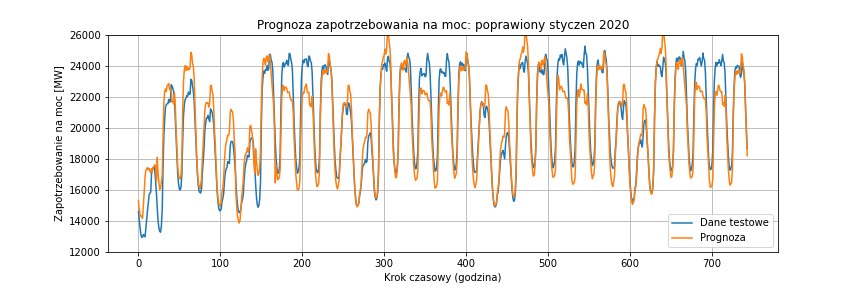 Prognoza zapotrzebowania na moc: poprawiony styczen 2020
Zapotrzebowanie na moc [MW]
26000
24000
22000
20000
18000
16000
14000
12000
0 100 200 300 400 500 600 700
Krok czasowy (godzina)
Dane testowe
Prognoza